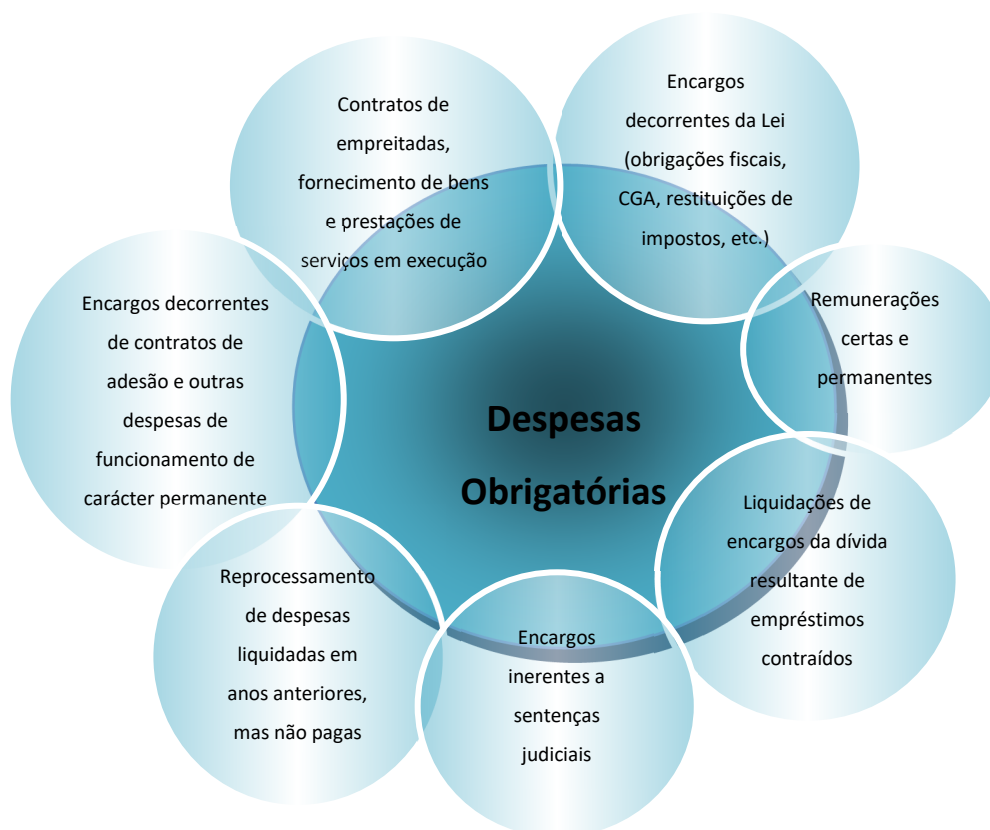 Encargos
decorrentes da Lei
(obrigações fiscais,
CGA, restituições de
impostos, etc.)
Contratos de
empreitadas,
fornecimento de bens
e prestações de
serviços em execução
Remunerações
certas e
permanentes
Encargos decorrentes
de contratos de
adesão e outras
despesas de
funcionamento de
carácter permanente
Despesas
Obrigatórias
Liquidações de
encargos da dívida
resultante de
empréstimos
contraídos
Reprocessamento
de despesas
liquidadas em
anos anteriores,
mas não pagas
Encargos
inerentes a
sentenças
judiciais